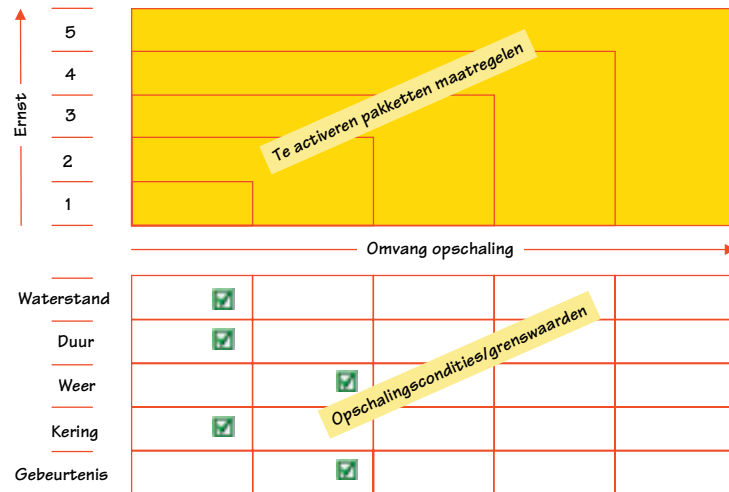 5
4
3
2
1
Ernst
Te activeren pakketten maatregelen
Omvang opschaling
Waterstand
Duur
Weer
Kering
Gebeurtenis
Opschalingscondities/grenswaarden